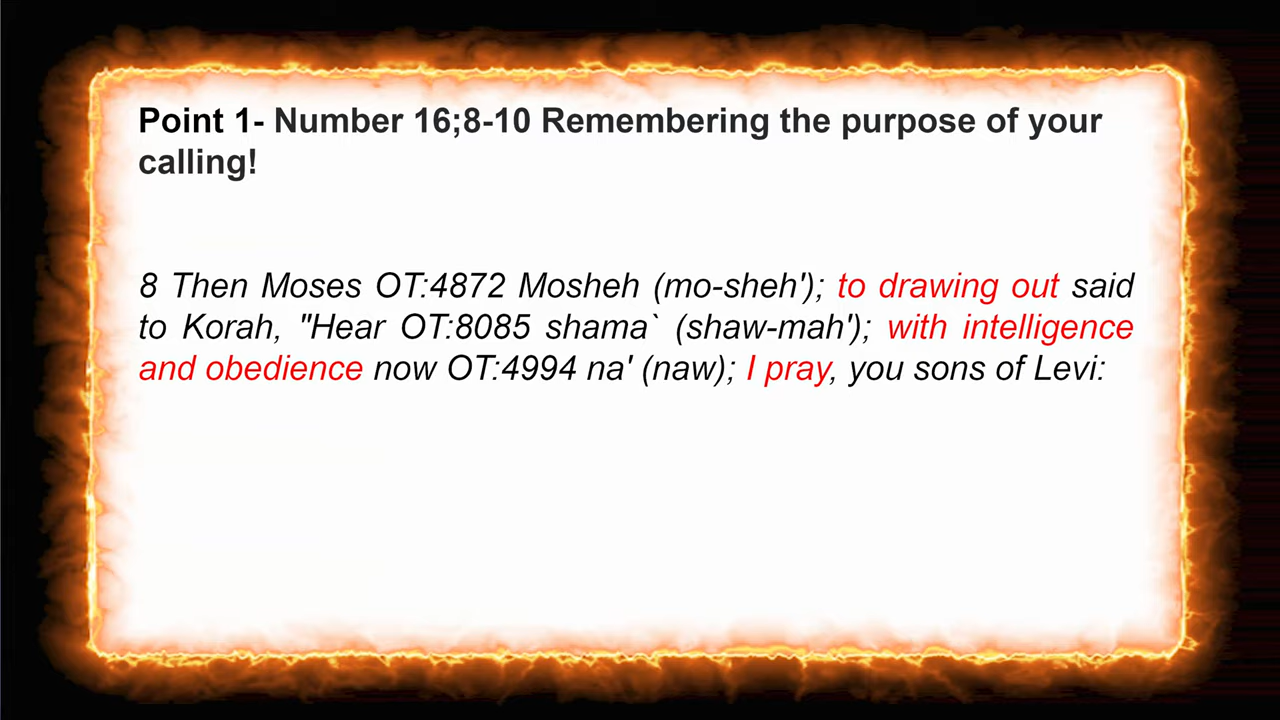 Point 1- Number 16;8-10 Remembering the purpose of your
calling!
8 Then Moses OT:4872 Mosheh (mo-sheh'); to drawing out said
to Korah, "Hear OT:8085 shama` (shaw-mah'); with intelligence
and obedience now OT:4994 na' (naw); I pray, you sons of Levi: